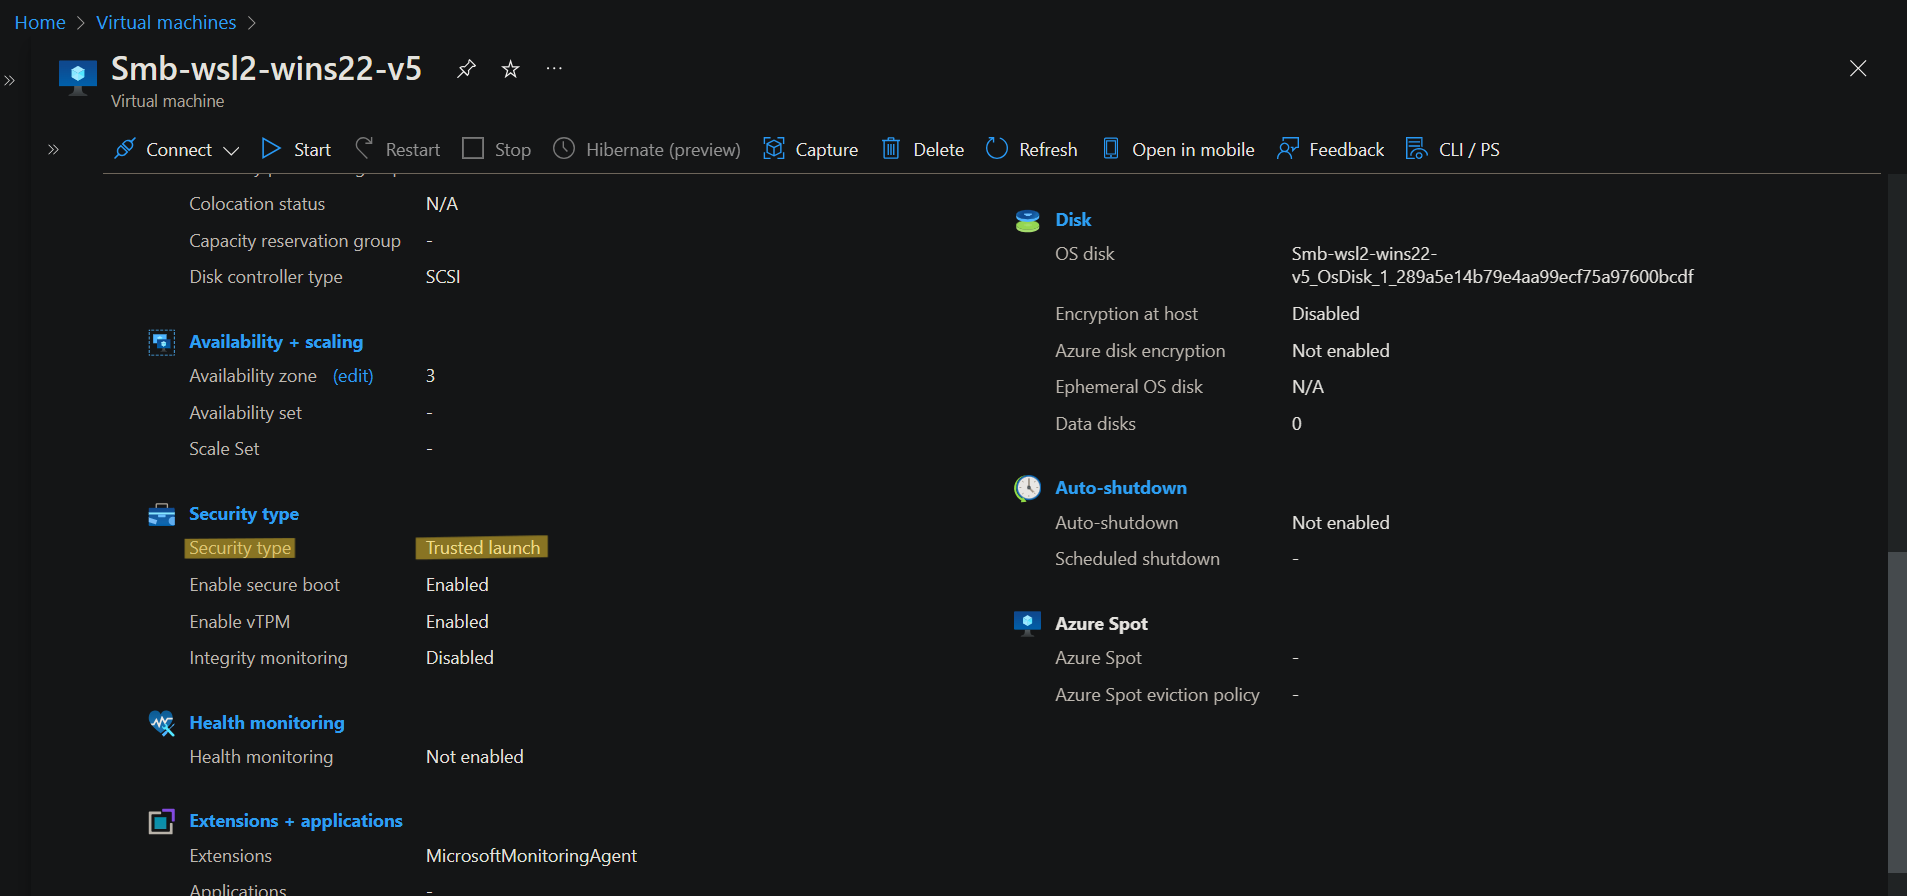 Home > Virtual machines >
Smb-wsl2-wins22-v5
Virtual machine
Connect Start Restart Stop Hibernate (preview) Capture Delete Refresh Open in mobile Feedback CLI / PS
Colocation status N/A
Capacity reservation group -
Disk controller type SCSI
Availability + scaling
Availability zone (edit) 3
Availability set -
Scale Set -
Security type
Security type Trusted launch
Enable secure boot Enabled
Enable vTPM Enabled
Integrity monitoring Disabled
Health monitoring
Health monitoring Not enabled
Extensions + applications
Extensions MicrosoftMonitoringAgent
Applications -
Disk
OS disk Smb-wsl2-wins22-
v5_OsDisk_1_289a5e14b79e4aa99ecf75a97600bcdf
Encryption at host Disabled
Azure disk encryption Not enabled
Ephemeral OS disk N/A
Data disks 0
Auto-shutdown
Auto-shutdown Not enabled
Scheduled shutdown -
Azure Spot
Azure Spot -
Azure Spot eviction policy -